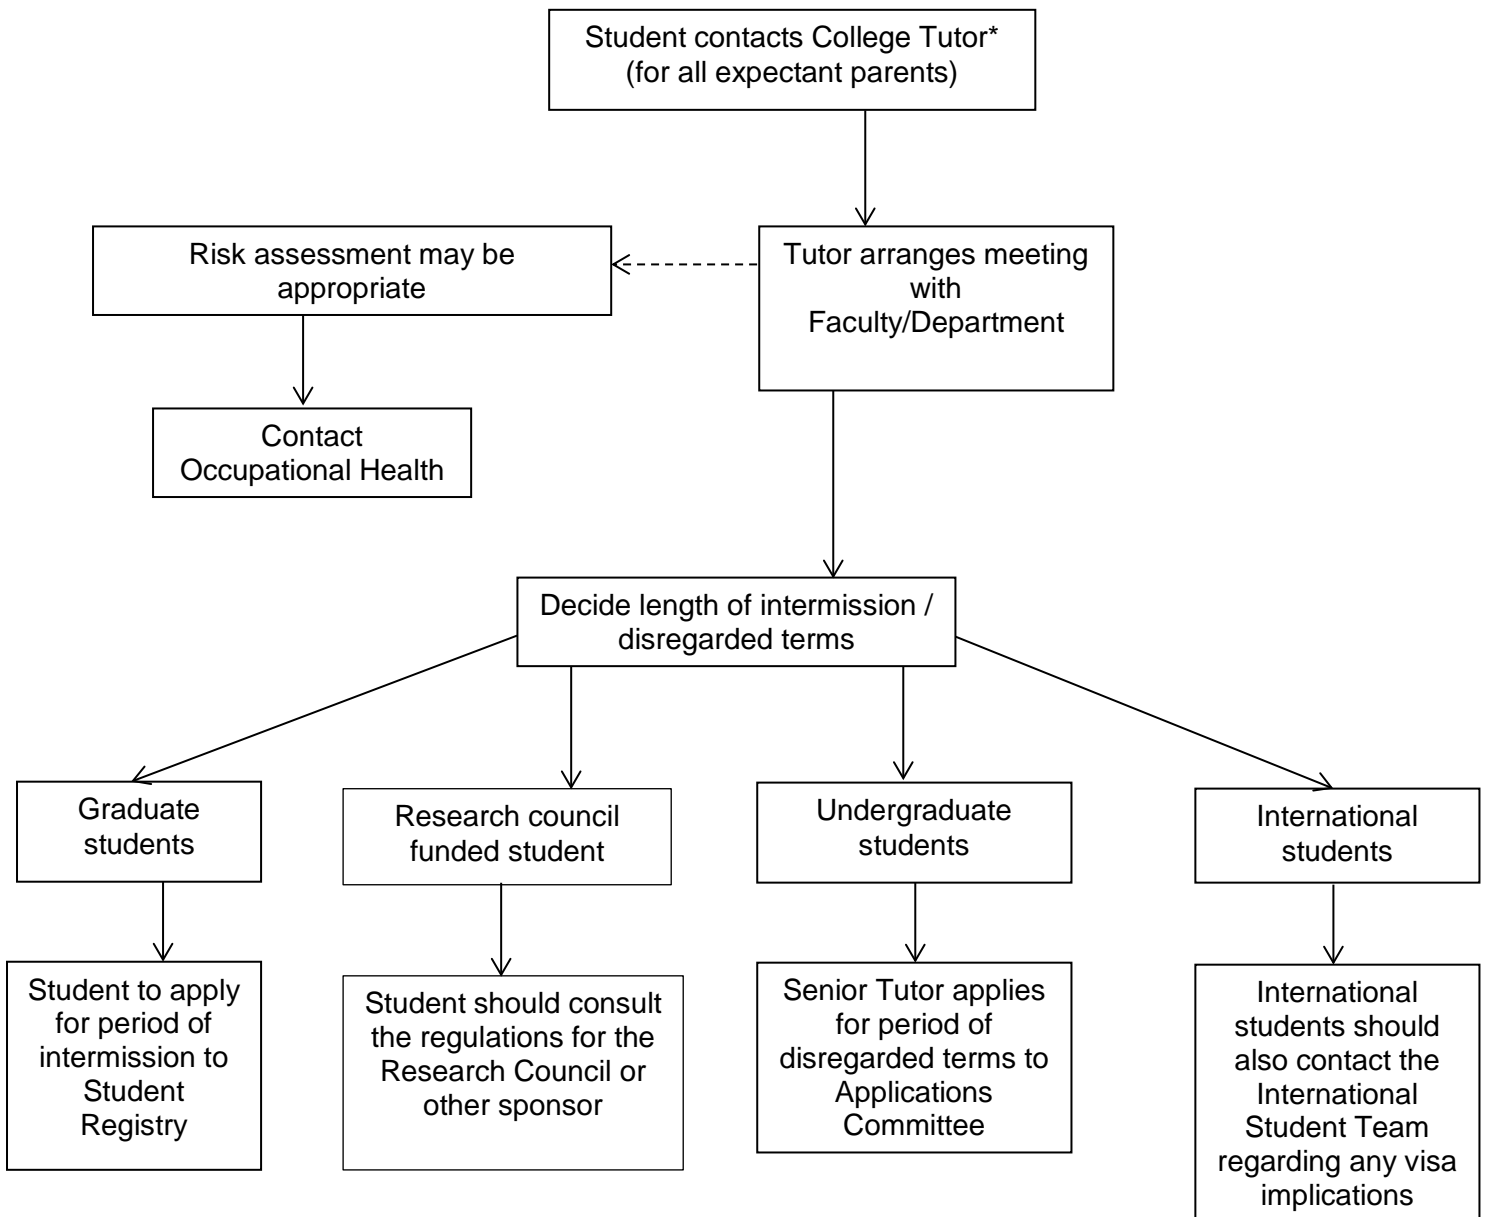 Student contacts College Tutor*
(for all expectant parents)
Risk assessment may be
appropriate
Tutor arranges meeting
with
Faculty/Department
Contact
Occupational Health
Decide length of intermission /
disregarded terms
Graduate
students
Research council
funded student
Undergraduate
students
International
students
Student to apply
for period of
intermission to
Student
Registry
Student should consult
the regulations for the
Research Council or
other sponsor
Senior Tutor applies
for period of
disregarded terms to
Applications
Committee
International
students should
also contact the
International
Student Team
regarding any visa
implications